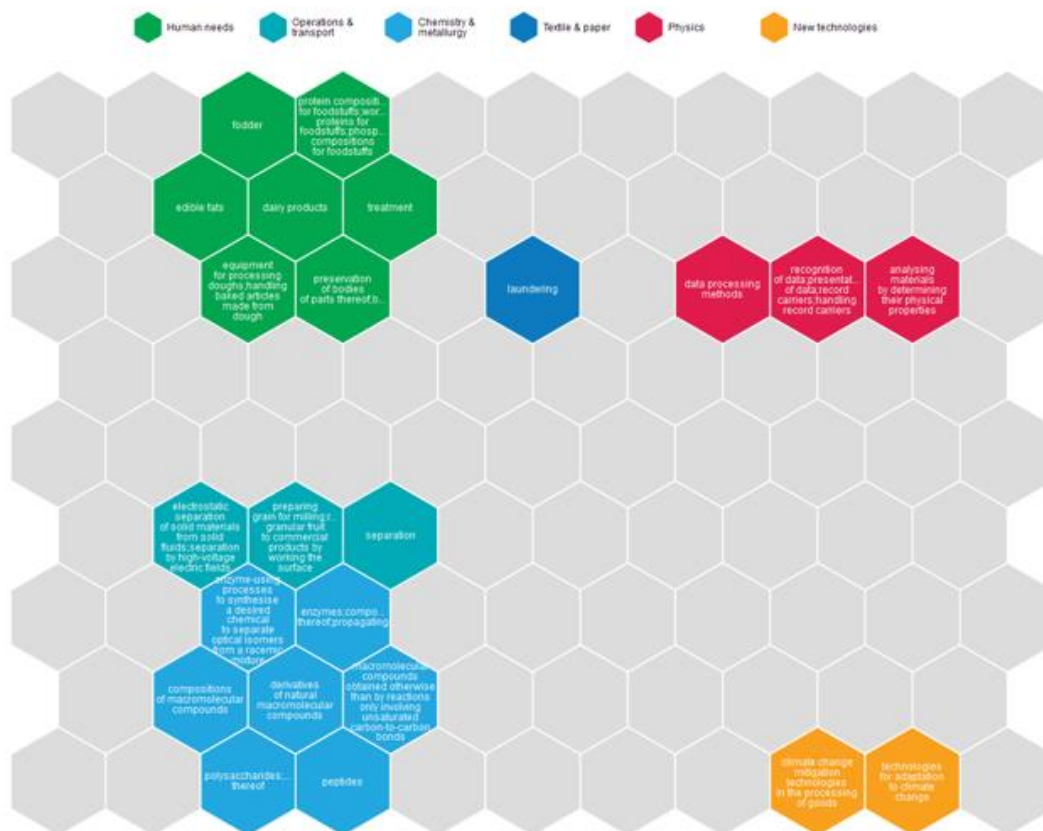 Human needs
Operations &
transport
Chemistry &
metallurgy
Textile & paper
Physics
New technologies
fodder
protein compositi...
for foodstuffs;wor...
proteins for
foodstuffs;phosp...
compositions
for foodstuffs
edible fats
dairy products
treatment
equipment
for processing
doughs;handling
baked articles
made from
dough
preservation
of bodies
of parts thereof;b...
laundering
data processing
methods
recognition
of data;presentat...
of data;record
carriers;handling
record carriers
analysing
materials
by determining
their physical
properties
electrostatic
separation
of solid materials
from solid
fluids;separation
by high-voltage
electric fields
preparing
grain for milling;r...
granular fruit
to commercial
products by
working the
surface
separation
enzyme-using
processes
to synthesise
a desired
chemical
to separate
optical isomers
from a racemic
mixture
enzymes;compo...
thereof;propagating
compositions
of macromolecular
compounds
derivatives
of natural
macromolecular
compounds
macromolecular
compounds
obtained otherwise
than by reactions
only involving
unsaturated
carbon-to-carbon
bonds
polysaccharides;...
thereof
peptides
climate change
mitigation
technologies
in the processing
of goods
technologies
for adaptation
to climate
change